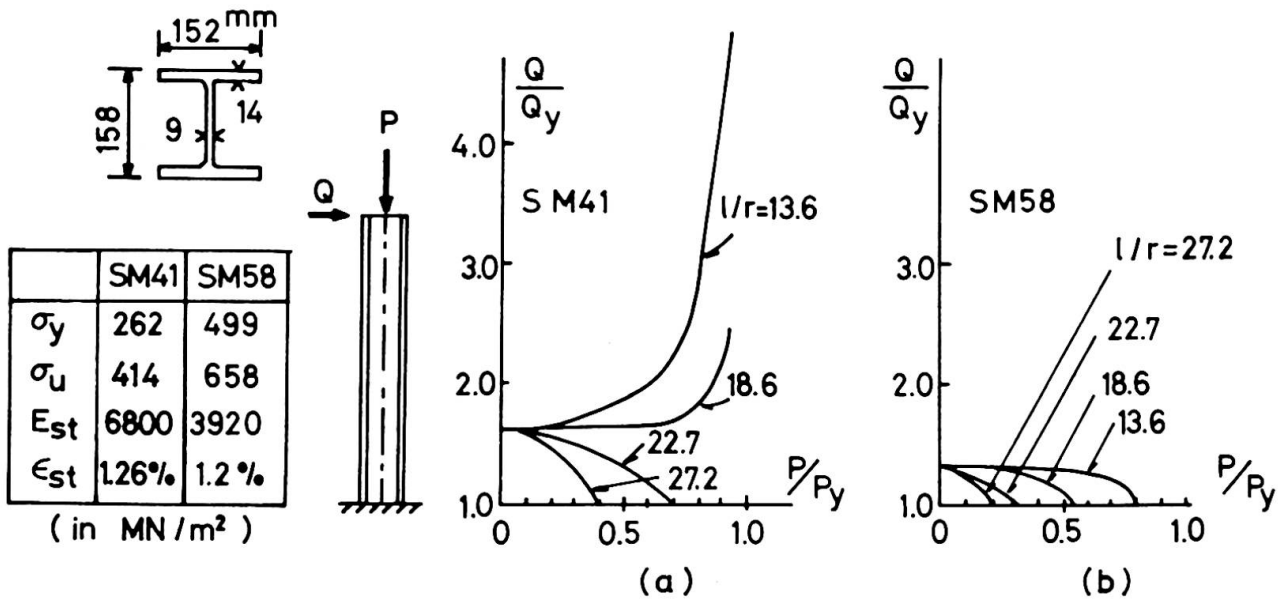 152 mm
158
9
14
P
Q
SM41 SM58
σy 262 499
σu 414 658
Est 6800 3920
ϵst 1.26% 1.2%
(in MN/m²)
Q
Qy
4.0
SM41
l/r=13.6
3.0
2.0
18.6
22.7
27.2
P/Py
1.0
0 0.5 1.0
(a)
Q
Qy
SM58
l/r=27.2
3.0
22.7
2.0
18.6
13.6
P/Py
1.0
0 0.5 1.0
(b)